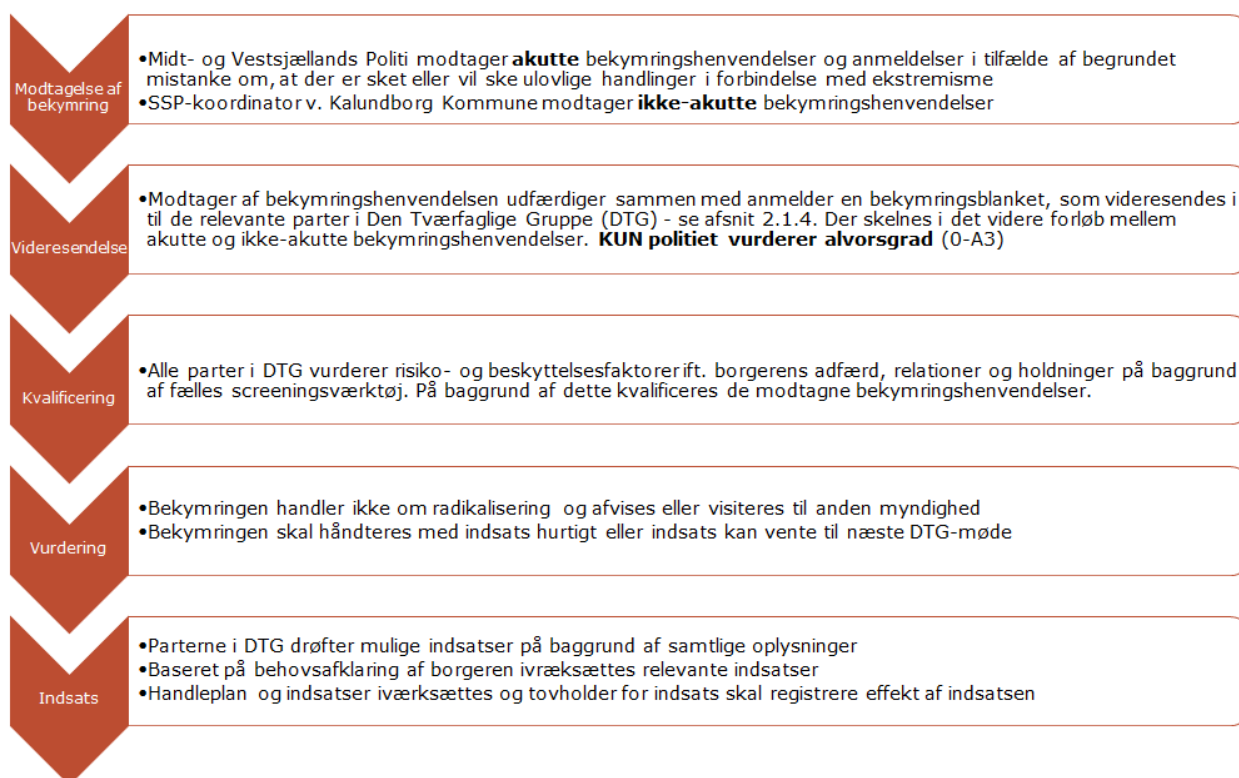 Modtagelse af
bekymring
•Midt- og Vestsjællands Politi modtager akutte bekymringshenvendelser og anmeldelser i tilfælde af begrundet
mistanke om, at der er sket eller vil ske ulovlige handlinger i forbindelse med ekstremisme
•SSP-koordinator v. Kalundborg Kommune modtager ikke-akutte bekymringshenvendelser
Videresendelse
•Modtager af bekymringshenvendelsen udfærdiger sammen med anmelder en bekymringsblanket, som videresendes i
til de relevante parter i Den Tværfaglige Gruppe (DTG) - se afsnit 2.1.4. Der skelnes i det videre forløb mellem
akutte og ikke-akutte bekymringshenvendelser. KUN politiet vurderer alvorsgrad (0-A3)
Kvalificering
•Alle parter i DTG vurderer risiko- og beskyttelsesfaktorer ift. borgerens adfærd, relationer og holdninger på baggrund
af fælles screeningsværktøj. På baggrund af dette kvalificeres de modtagne bekymringshenvendelser.
Vurdering
•Bekymringen handler ikke om radikalisering og afvises eller visiteres til anden myndighed
•Bekymringen skal håndteres med indsats hurtigt eller indsats kan vente til næste DTG-møde
Indsats
•Parterne i DTG drøfter mulige indsatser på baggrund af samtlige oplysninger
•Baseret på behovsafklaring af borgeren ivræksættes relevante indsatser
•Handleplan og indsatser iværksættes og tovholder for indsats skal registrere effekt af indsatsen